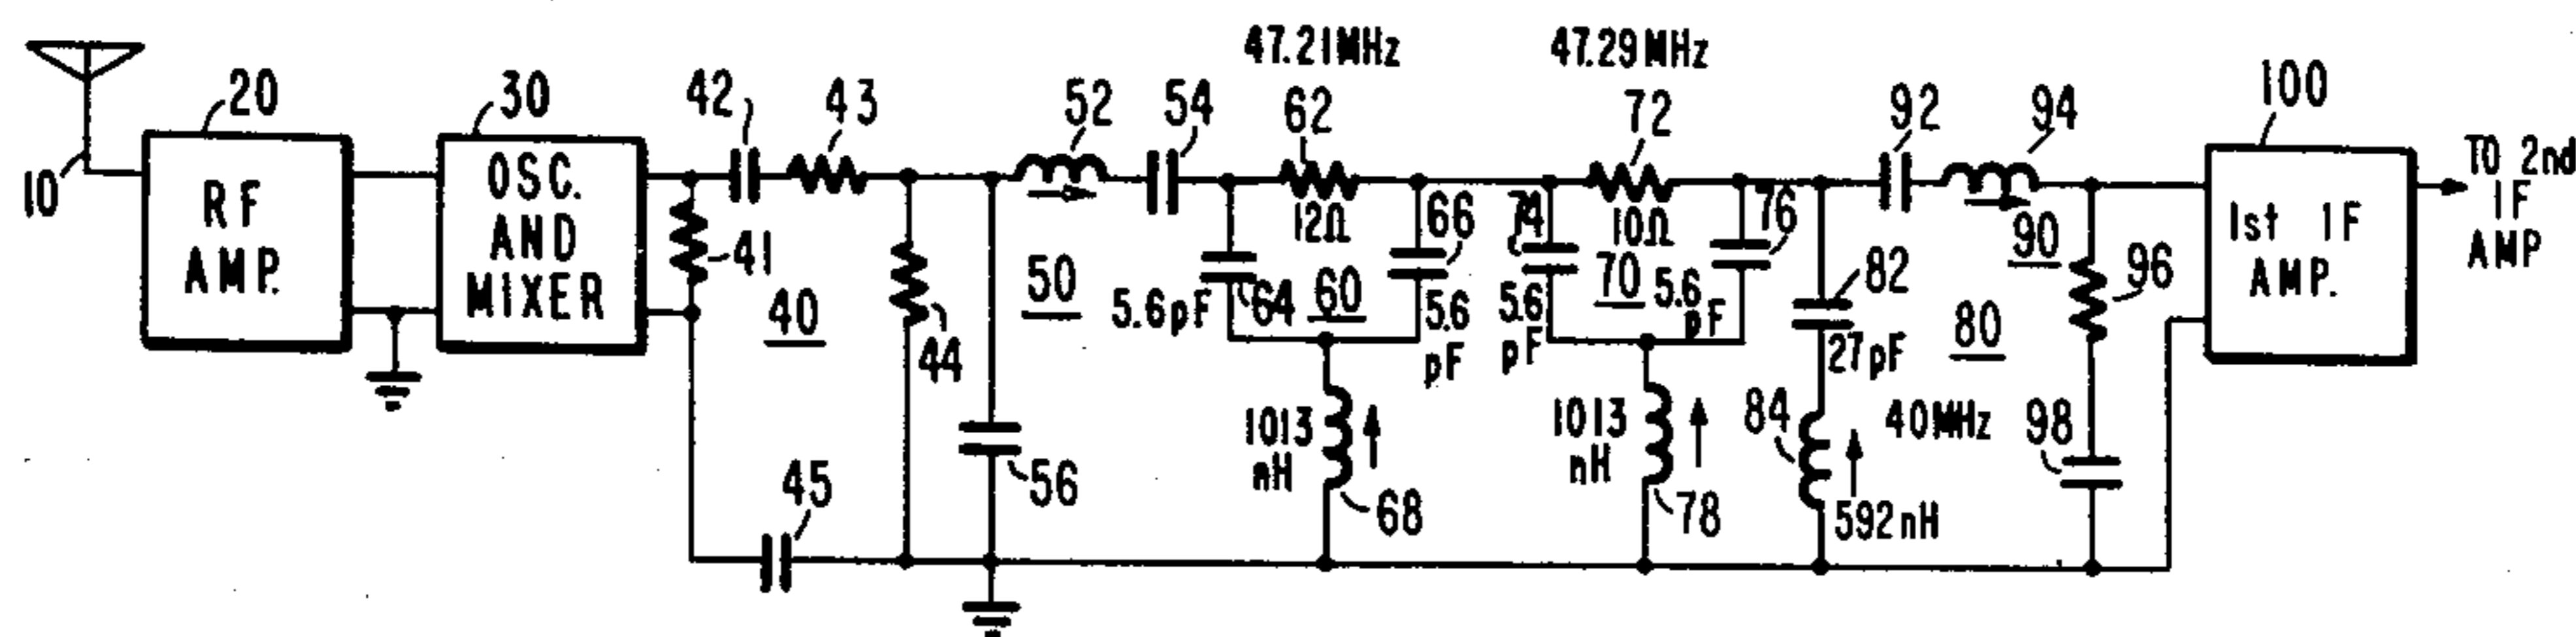 47.21MHz
47.29MHz
20
30
42
43
52
54
62
72
92
94
100
10
RF
AMP.
OSC.
AND
MIXER
41
40
44
45
50
56
12Ω
5.6pF
64
60
66
5.6
pF
1013
nH
68
74
10Ω
5.6
pF
70
5.6
pF
76
1013
nH
78
82
27pF
84
40MHz
592nH
80
90
96
98
1st IF
AMP.
TO 2nd
IF
AMP